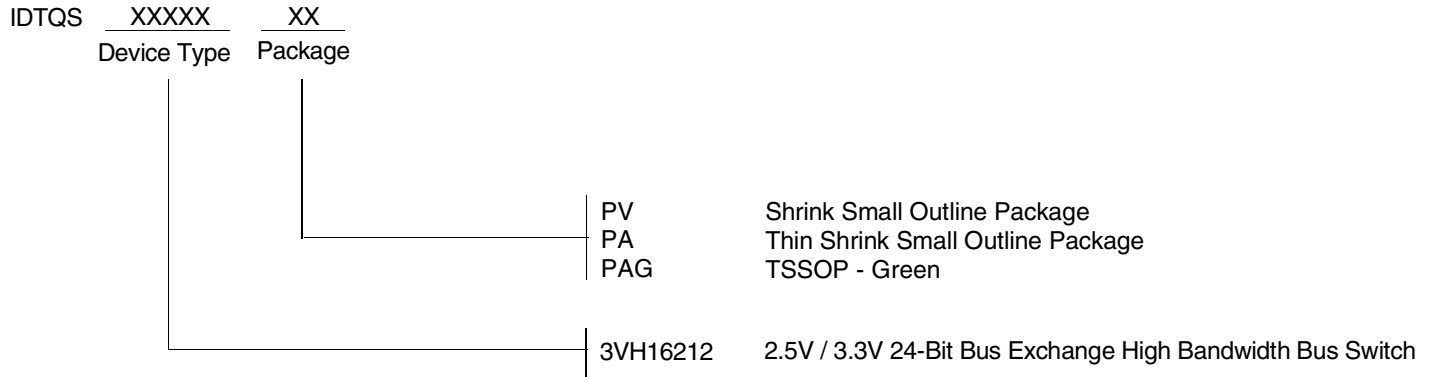 IDTQS XXXXX XX
Device Type Package
PV Shrink Small Outline Package
PA Thin Shrink Small Outline Package
PAG TSSOP - Green
3VH16212 2.5V / 3.3V 24-Bit Bus Exchange High Bandwidth Bus Switch